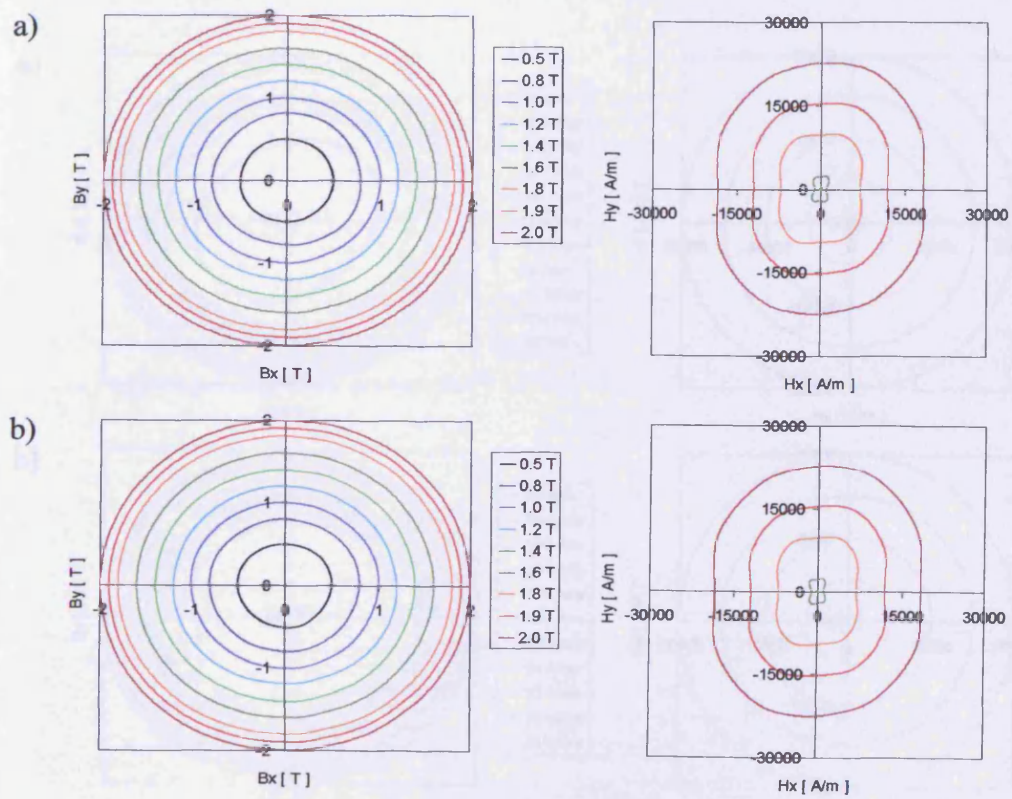 a)
2
1
0
-1
-2
-1
0
1
2
By [ T ]
Bx [ T ]
0.5 T
0.8 T
1.0 T
1.2 T
1.4 T
1.6 T
1.8 T
1.9 T
2.0 T
30000
15000
0
-15000
-30000
-30000
-15000
0
15000
30000
Hy [ A/m ]
Hx [ A/m ]
b)
2
1
0
-1
-2
-2
-1
0
1
2
By [ T ]
Bx [ T ]
0.5 T
0.8 T
1.0 T
1.2 T
1.4 T
1.6 T
1.8 T
1.9 T
2.0 T
30000
15000
0
-15000
-30000
-30000
-15000
0
15000
30000
Hy [ A/m ]
Hx [ A/m ]